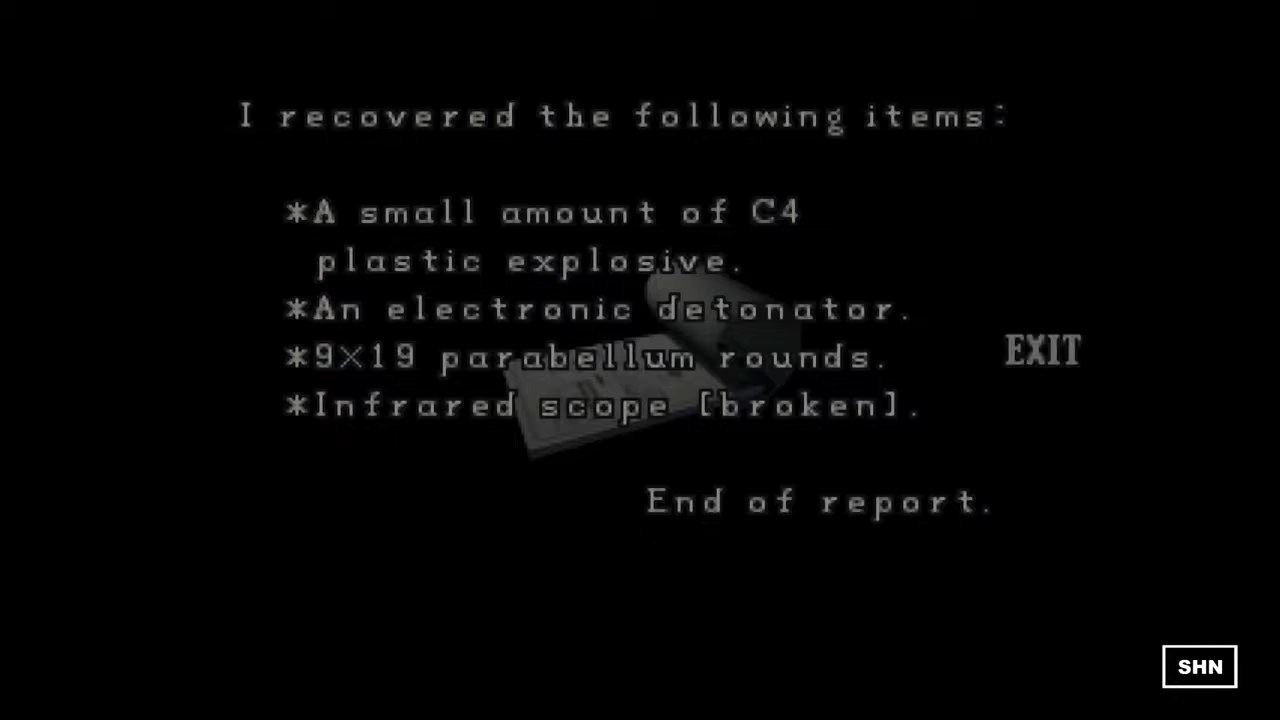 I recovered the following items:
*A small amount of C4
plastic explosive.
*An electronic detonator.
*9×19 parabellum rounds.
EXIT
*Infrared scope [broken].
End of report.
SHN